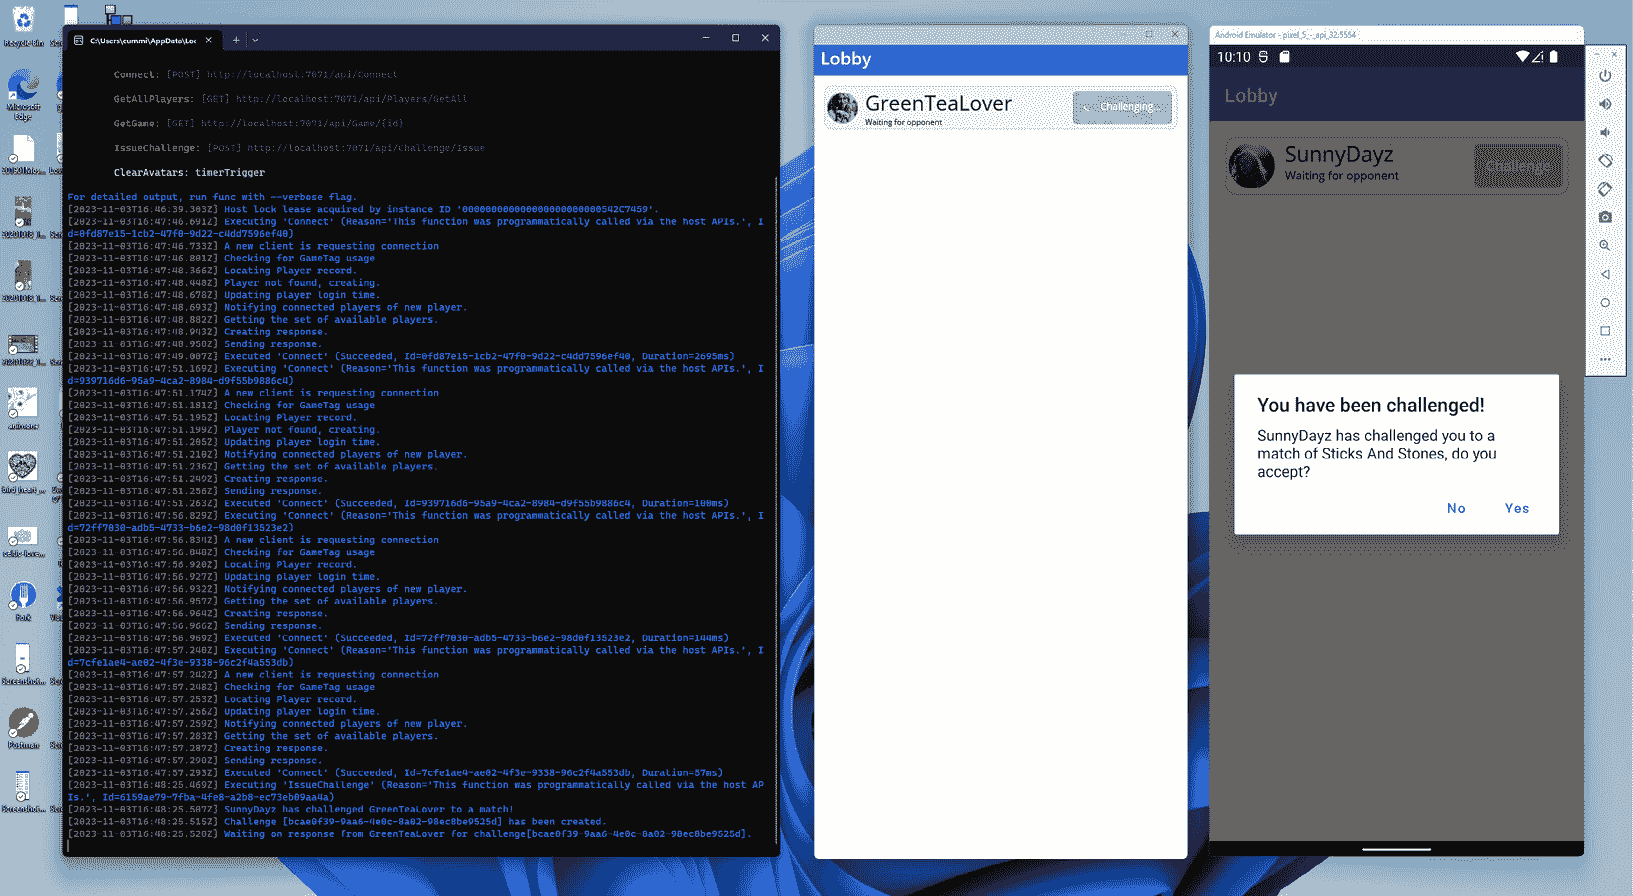 Recycle Bin
Microsoft
Edge
Fork
Postman
Screenshot...
Screenshot...
C:\Users\cummi\AppData\Loc
Connect: [POST] http://localhost:7071/api/Connect
GetAllPlayers: [GET] http://localhost:7071/api/Players/GetAll
GetGame: [GET] http://localhost:7071/api/Game/{id}
IssueChallenge: [POST] http://localhost:7071/api/Challenge/Issue
ClearAvatars: timerTrigger
For detailed output, run func with --verbose flag.
[2023-11-03T16:46:39.303Z] Host lock lease acquired by instance ID '000000000000000000000000542C7459'.
[2023-11-03T16:47:46.691Z] Executing 'Connect' (Reason='This function was programmatically called via the host APIs.', I
d=0fd87e15-1cb2-47f0-9d22-c4dd7596ef40)
[2023-11-03T16:47:46.733Z] A new client is requesting connection
[2023-11-03T16:47:46.801Z] Checking for GameTag usage
[2023-11-03T16:47:48.366Z] Locating Player record.
[2023-11-03T16:47:48.448Z] Player not found, creating.
[2023-11-03T16:47:48.678Z] Updating player login time.
[2023-11-03T16:47:48.693Z] Notifying connected players of new player.
[2023-11-03T16:47:48.882Z] Getting the set of available players.
[2023-11-03T16:47:48.943Z] Creating response.
[2023-11-03T16:47:48.950Z] Sending response.
[2023-11-03T16:47:49.007Z] Executed 'Connect' (Succeeded, Id=0fd87e15-1cb2-47f0-9d22-c4dd7596ef40, Duration=2695ms)
[2023-11-03T16:47:51.169Z] Executing 'Connect' (Reason='This function was programmatically called via the host APIs.', I
d=939716d6-95a9-4ca2-8984-d9f55b9886c4)
[2023-11-03T16:47:51.174Z] A new client is requesting connection
[2023-11-03T16:47:51.181Z] Checking for GameTag usage
[2023-11-03T16:47:51.195Z] Locating Player record.
[2023-11-03T16:47:51.199Z] Player not found, creating.
[2023-11-03T16:47:51.205Z] Updating player login time.
[2023-11-03T16:47:51.210Z] Notifying connected players of new player.
[2023-11-03T16:47:51.236Z] Getting the set of available players.
[2023-11-03T16:47:51.249Z] Creating response.
[2023-11-03T16:47:51.256Z] Sending response.
[2023-11-03T16:47:51.263Z] Executed 'Connect' (Succeeded, Id=939716d6-95a9-4ca2-8984-d9f55b9886c4, Duration=100ms)
[2023-11-03T16:47:56.829Z] Executing 'Connect' (Reason='This function was programmatically called via the host APIs.', I
d=72ff7030-adb5-4733-b6e2-98d0f13523e2)
[2023-11-03T16:47:56.834Z] A new client is requesting connection
[2023-11-03T16:47:56.840Z] Checking for GameTag usage
[2023-11-03T16:47:56.920Z] Locating Player record.
[2023-11-03T16:47:56.927Z] Updating player login time.
[2023-11-03T16:47:56.932Z] Notifying connected players of new player.
[2023-11-03T16:47:56.957Z] Getting the set of available players.
[2023-11-03T16:47:56.964Z] Creating response.
[2023-11-03T16:47:56.966Z] Sending response.
[2023-11-03T16:47:56.969Z] Executed 'Connect' (Succeeded, Id=72ff7030-adb5-4733-b6e2-98d0f13523e2, Duration=144ms)
[2023-11-03T16:47:57.240Z] Executing 'Connect' (Reason='This function was programmatically called via the host APIs.', I
d=7cfe1ae4-ae02-4f3e-9338-96c2f4a553db)
[2023-11-03T16:47:57.242Z] A new client is requesting connection
[2023-11-03T16:47:57.248Z] Checking for GameTag usage
[2023-11-03T16:47:57.253Z] Locating Player record.
[2023-11-03T16:47:57.256Z] Updating player login time.
[2023-11-03T16:47:57.259Z] Notifying connected players of new player.
[2023-11-03T16:47:57.283Z] Getting the set of available players.
[2023-11-03T16:47:57.287Z] Creating response.
[2023-11-03T16:47:57.290Z] Sending response.
[2023-11-03T16:47:57.293Z] Executed 'Connect' (Succeeded, Id=7cfe1ae4-ae02-4f3e-9338-96c2f4a553db, Duration=57ms)
[2023-11-03T16:48:25.469Z] Executing 'IssueChallenge' (Reason='This function was programmatically called via the host AP
Is.', Id=6159ae79-7fba-4fe8-a2b8-ec73eb09aa4a)
[2023-11-03T16:48:25.507Z] SunnyDayz has challenged GreenTeaLover to a match!
[2023-11-03T16:48:25.515Z] Challenge [bcae0f39-9aa6-4e0c-8a02-98ec8be9525d] has been created.
[2023-11-03T16:48:25.520Z] Waiting on response from GreenTeaLover for challenge[bcae0f39-9aa6-4e0c-8a02-98ec8be9525d].
Lobby
GreenTeaLover
Waiting for opponent
Challenging...
Android Emulator - pixel_5_-_api_32:5554
10:10
Lobby
SunnyDayz
Waiting for opponent
Challenge
You have been challenged!
SunnyDayz has challenged you to a
match of Sticks And Stones, do you
accept?
No
Yes